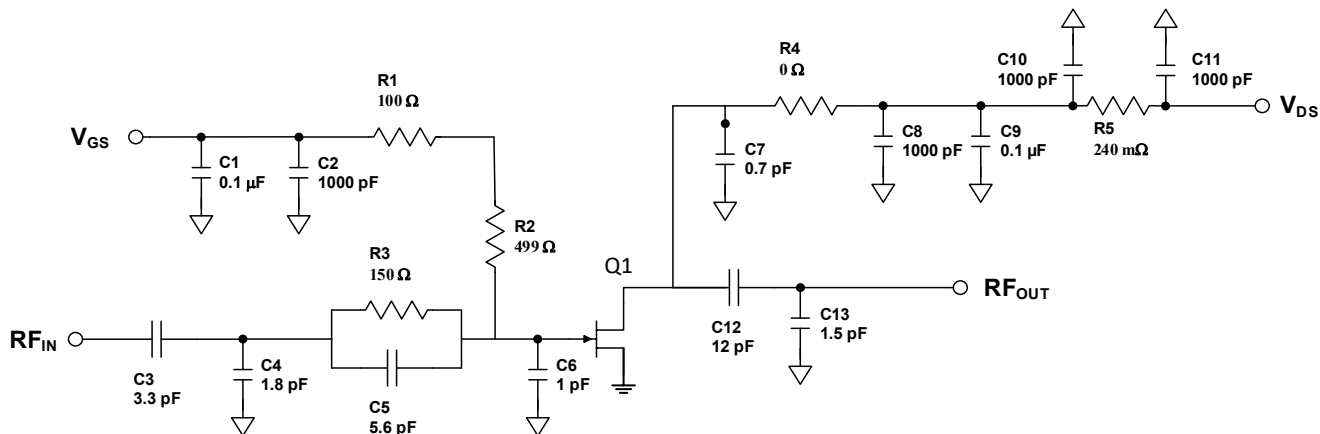 R1
100 Ω
VGS
C1
0.1 µF
C2
1000 pF
R2
499 Ω
R3
150 Ω
RFIN
C3
3.3 pF
C4
1.8 pF
C5
5.6 pF
C6
1 pF
Q1
R4
0 Ω
C7
0.7 pF
C8
1000 pF
C9
0.1 µF
C10
1000 pF
C11
1000 pF
R5
240 mΩ
VDS
C12
12 pF
C13
1.5 pF
RFOUT